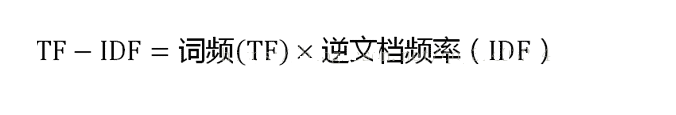 TF − IDF = 词频(TF) × 逆文档频率（IDF）